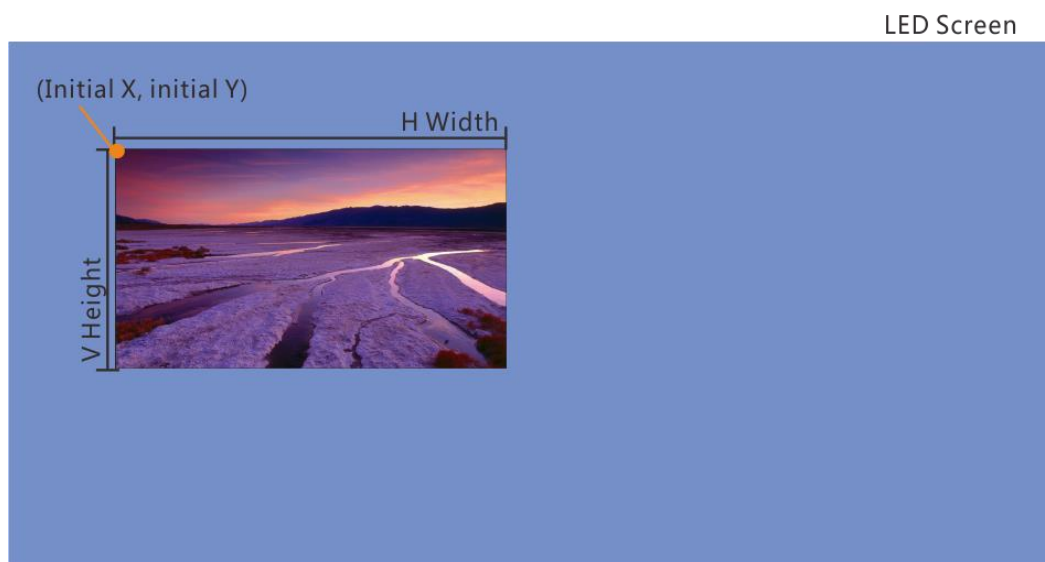 LED Screen
(Initial X, initial Y)
H Width
V Height